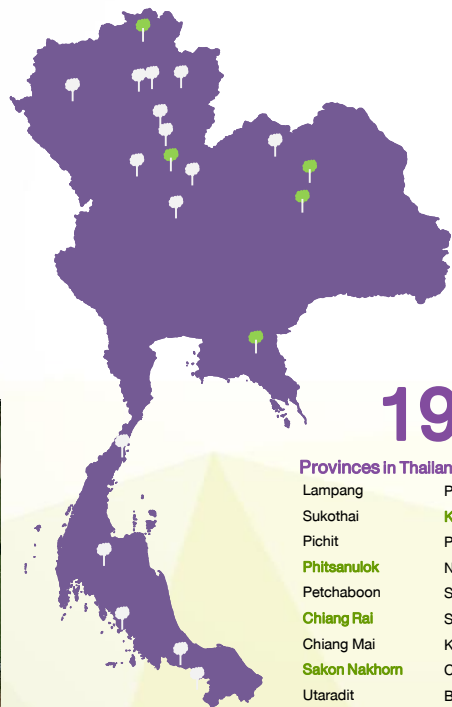 19
Provinces in Thailan
Lampang P
Sukothai K
Pichit P
Phitsanulok N
Petchaboon S
Chiang Rai S
Chiang Mai K
Sakon Nakhorn C
Utaradit B